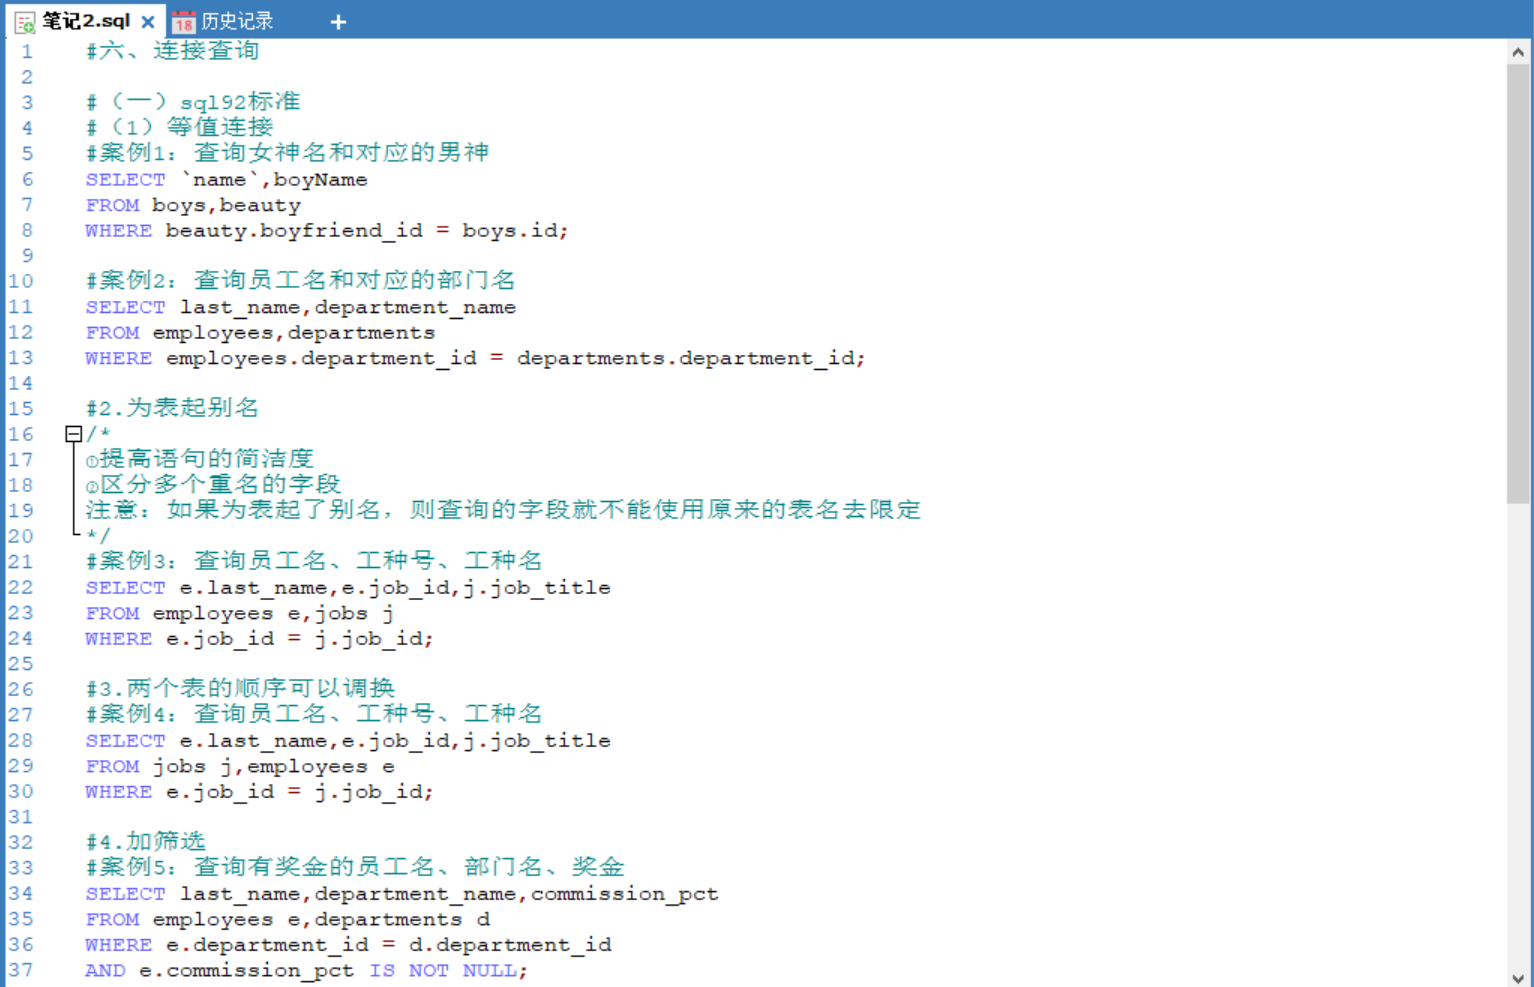 笔记2.sql 历史记录
1 #六、连接查询
2
3 #（一）sql92标准
4 #（1）等值连接
5 #案例1：查询女神名和对应的男神
6 SELECT `name`,boyName
7 FROM boys,beauty
8 WHERE beauty.boyfriend_id = boys.id;
9
10 #案例2：查询员工名和对应的部门名
11 SELECT last_name,department_name
12 FROM employees,departments
13 WHERE employees.department_id = departments.department_id;
14
15 #2.为表起别名
16 /*
17 ①提高语句的简洁度
18 ②区分多个重名的字段
19 注意：如果为表起了别名，则查询的字段就不能使用原来的表名去限定
20 */
21 #案例3：查询员工名、工种号、工种名
22 SELECT e.last_name,e.job_id,j.job_title
23 FROM employees e,jobs j
24 WHERE e.job_id = j.job_id;
25
26 #3.两个表的顺序可以调换
27 #案例4：查询员工名、工种号、工种名
28 SELECT e.last_name,e.job_id,j.job_title
29 FROM jobs j,employees e
30 WHERE e.job_id = j.job_id;
31
32 #4.加筛选
33 #案例5：查询有奖金的员工名、部门名、奖金
34 SELECT last_name,department_name,commission_pct
35 FROM employees e,departments d
36 WHERE e.department_id = d.department_id
37 AND e.commission_pct IS NOT NULL;